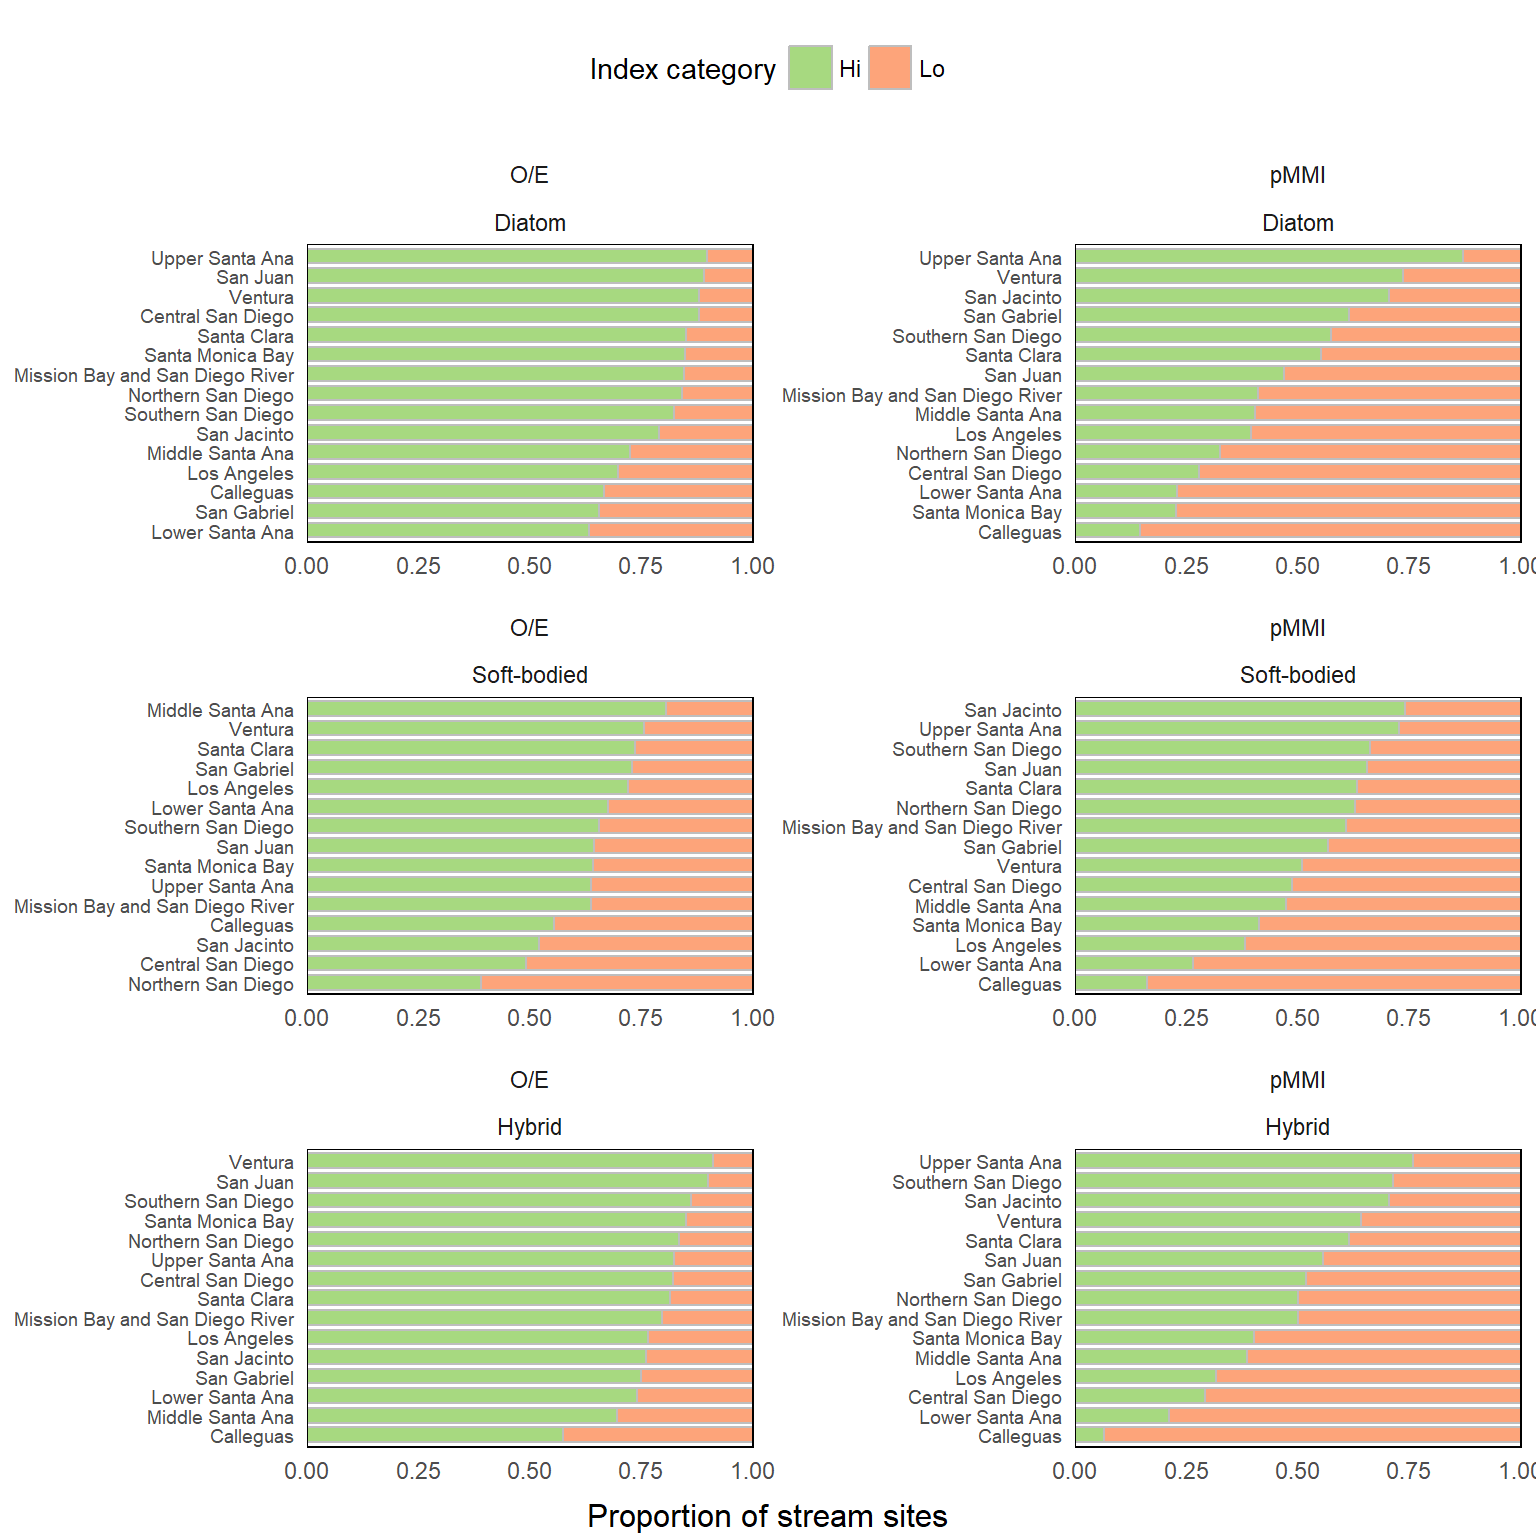 Index category Hi Lo
O/E
Diatom
Upper Santa Ana
San Juan
Ventura
Central San Diego
Santa Clara
Santa Monica Bay
Mission Bay and San Diego River
Northern San Diego
Southern San Diego
San Jacinto
Middle Santa Ana
Los Angeles
Calleguas
San Gabriel
Lower Santa Ana
0.00 0.25 0.50 0.75 1.00
pMMI
Diatom
Upper Santa Ana
Ventura
San Jacinto
San Gabriel
Southern San Diego
Santa Clara
San Juan
Mission Bay and San Diego River
Middle Santa Ana
Los Angeles
Northern San Diego
Central San Diego
Lower Santa Ana
Santa Monica Bay
Calleguas
0.00 0.25 0.50 0.75 1.00
O/E
Soft-bodied
Middle Santa Ana
Ventura
Santa Clara
San Gabriel
Los Angeles
Lower Santa Ana
Southern San Diego
San Juan
Santa Monica Bay
Upper Santa Ana
Mission Bay and San Diego River
Calleguas
San Jacinto
Central San Diego
Northern San Diego
0.00 0.25 0.50 0.75 1.00
pMMI
Soft-bodied
San Jacinto
Upper Santa Ana
Southern San Diego
San Juan
Santa Clara
Northern San Diego
Mission Bay and San Diego River
San Gabriel
Ventura
Central San Diego
Middle Santa Ana
Santa Monica Bay
Los Angeles
Lower Santa Ana
Calleguas
0.00 0.25 0.50 0.75 1.00
O/E
Hybrid
Ventura
San Juan
Southern San Diego
Santa Monica Bay
Northern San Diego
Upper Santa Ana
Central San Diego
Santa Clara
Mission Bay and San Diego River
Los Angeles
San Jacinto
San Gabriel
Lower Santa Ana
Middle Santa Ana
Calleguas
0.00 0.25 0.50 0.75 1.00
pMMI
Hybrid
Upper Santa Ana
Southern San Diego
San Jacinto
Ventura
Santa Clara
San Juan
San Gabriel
Northern San Diego
Mission Bay and San Diego River
Santa Monica Bay
Middle Santa Ana
Los Angeles
Central San Diego
Lower Santa Ana
Calleguas
0.00 0.25 0.50 0.75 1.00
Proportion of stream sites